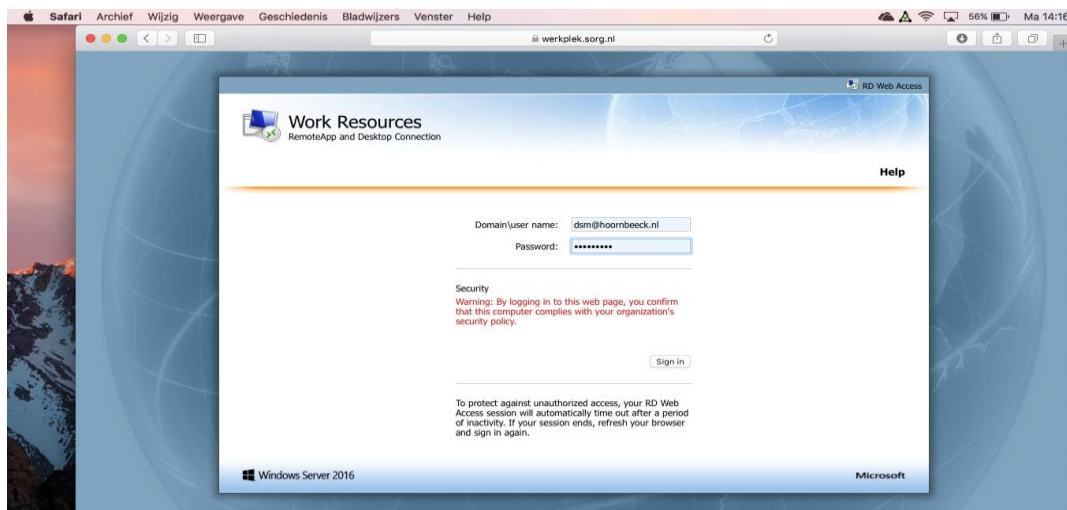 Safari Archief Wijzig Weergave Geschiedenis Bladwijzers Venster Help 56% Ma 14:16
werkplek.sorg.nl
RD Web Access
Work Resources
RemoteApp and Desktop Connection
Help
Domain\user name: dsm@hoornbeeck.nl
Password: •••••••••
Security
Warning: By logging in to this web page, you confirm
that this computer complies with your organization's
security policy.
Sign in
To protect against unauthorized access, your RD Web
Access session will automatically time out after a period
of inactivity. If your session ends, refresh your browser
and sign in again.
Windows Server 2016
Microsoft